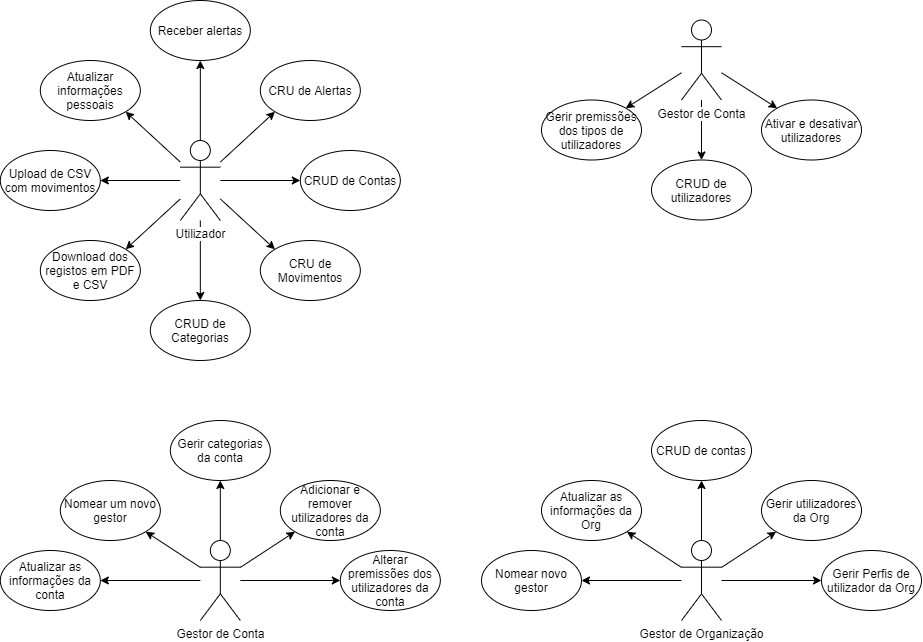 Receber alertas
Atualizar
informações
pessoais
CRU de Alertas
Upload de CSV
com movimentos
CRUD de Contas
Utilizador
Download dos
registos em PDF
e CSV
CRU de
Movimentos
CRUD de
Categorias
Gerir premissões
dos tipos de
utilizadores
Gestor de Conta
Ativar e desativar
utilizadores
CRUD de
utilizadores
Gerir categorias
da conta
Nomear um novo
gestor
Adicionar e
remover
utilizadores da
conta
Atualizar as
informações da
conta
Alterar
premissões dos
utilizadores da
conta
Gestor de Conta
CRUD de contas
Atualizar as
informações da
Org
Gerir utilizadores
da Org
Nomear novo
gestor
Gerir Perfis de
utilizador da Org
Gestor de Organização